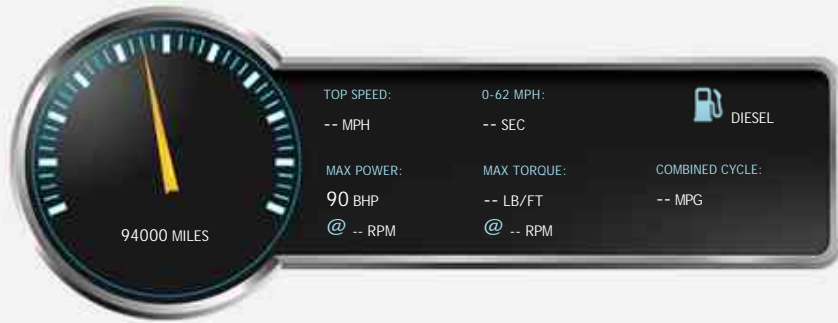 TOP SPEED:
-- MPH
0-62 MPH:
-- SEC
DIESEL
MAX POWER:
90 BHP
@ -- RPM
MAX TORQUE:
-- LB/FT
@ -- RPM
COMBINED CYCLE:
-- MPG
94000 MILES